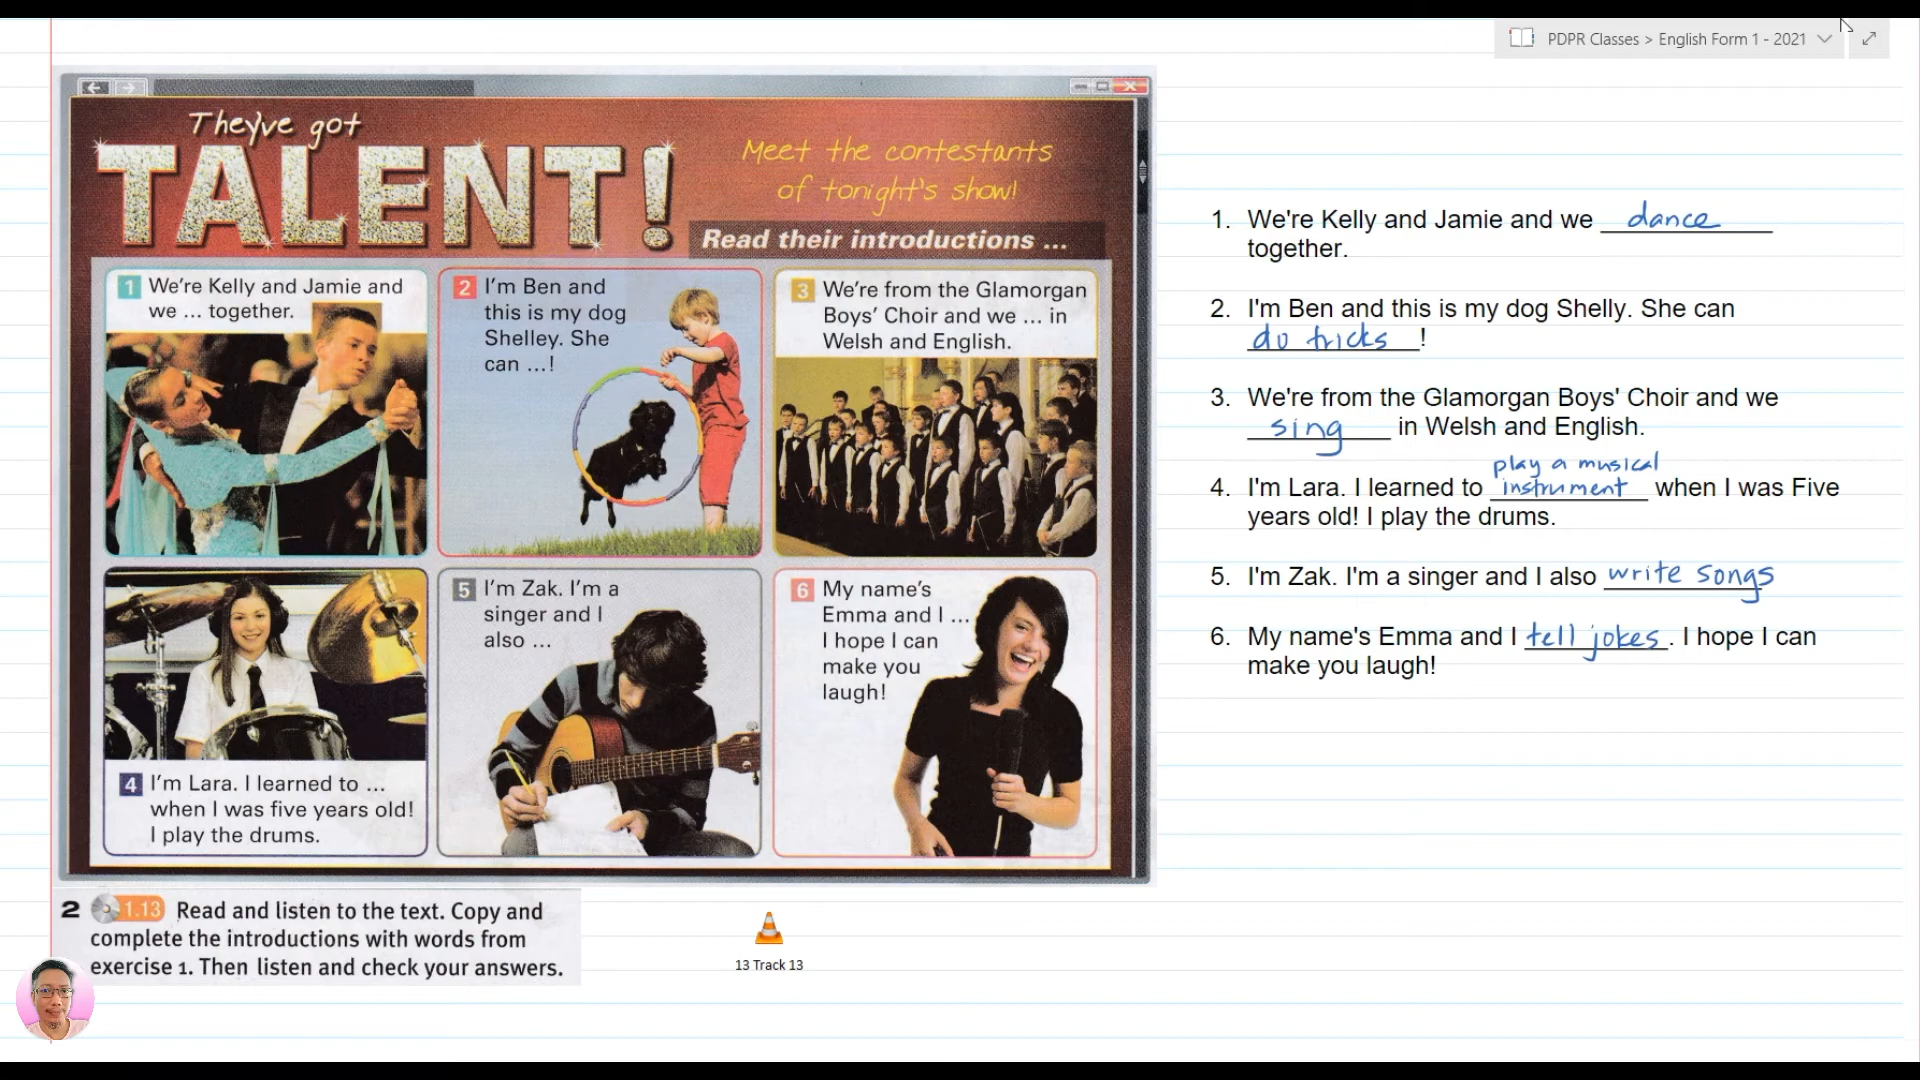 PDPR Classes > English Form 1 - 2021
They've got
TALENT!
Meet the contestants
of tonight's show!
Read their introductions ...
1 We're Kelly and Jamie and
we ... together.
2 I'm Ben and
this is my dog
Shelley. She
can ...!
3 We're from the Glamorgan
Boys' Choir and we ... in
Welsh and English.
4 I'm Lara. I learned to ...
when I was five years old!
I play the drums.
5 I'm Zak. I'm a
singer and I
also ...
6 My name's
Emma and I ...
I hope I can
make you
laugh!
2 1.13 Read and listen to the text. Copy and
complete the introductions with words from
exercise 1. Then listen and check your answers.
13 Track 13
1. We're Kelly and Jamie and we dance
together.
2. I'm Ben and this is my dog Shelly. She can
do tricks !
3. We're from the Glamorgan Boys' Choir and we
sing in Welsh and English.
play a musical
4. I'm Lara. I learned to instrument when I was Five
years old! I play the drums.
5. I'm Zak. I'm a singer and I also write songs
6. My name's Emma and I tell jokes. I hope I can
make you laugh!